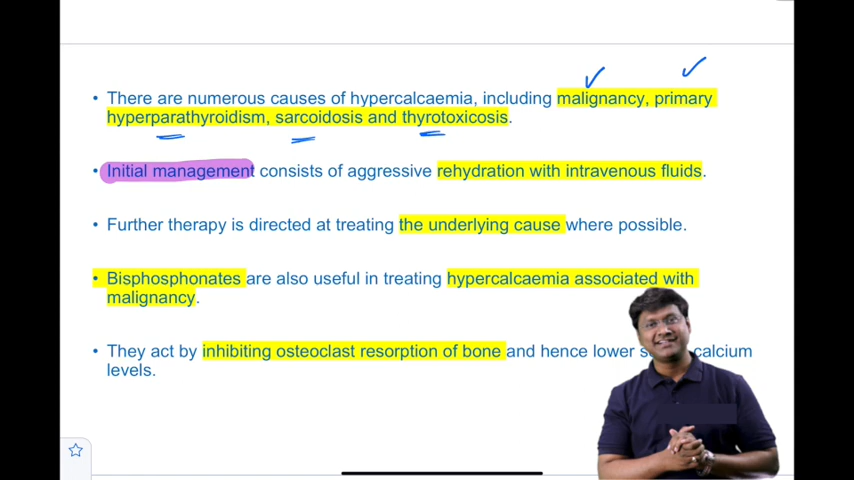 • There are numerous causes of hypercalcaemia, including malignancy, primary
hyperparathyroidism, sarcoidosis and thyrotoxicosis.
• Initial management consists of aggressive rehydration with intravenous fluids.
• Further therapy is directed at treating the underlying cause where possible.
• Bisphosphonates are also useful in treating hypercalcaemia associated with
malignancy.
• They act by inhibiting osteoclast resorption of bone and hence lower calcium
levels.